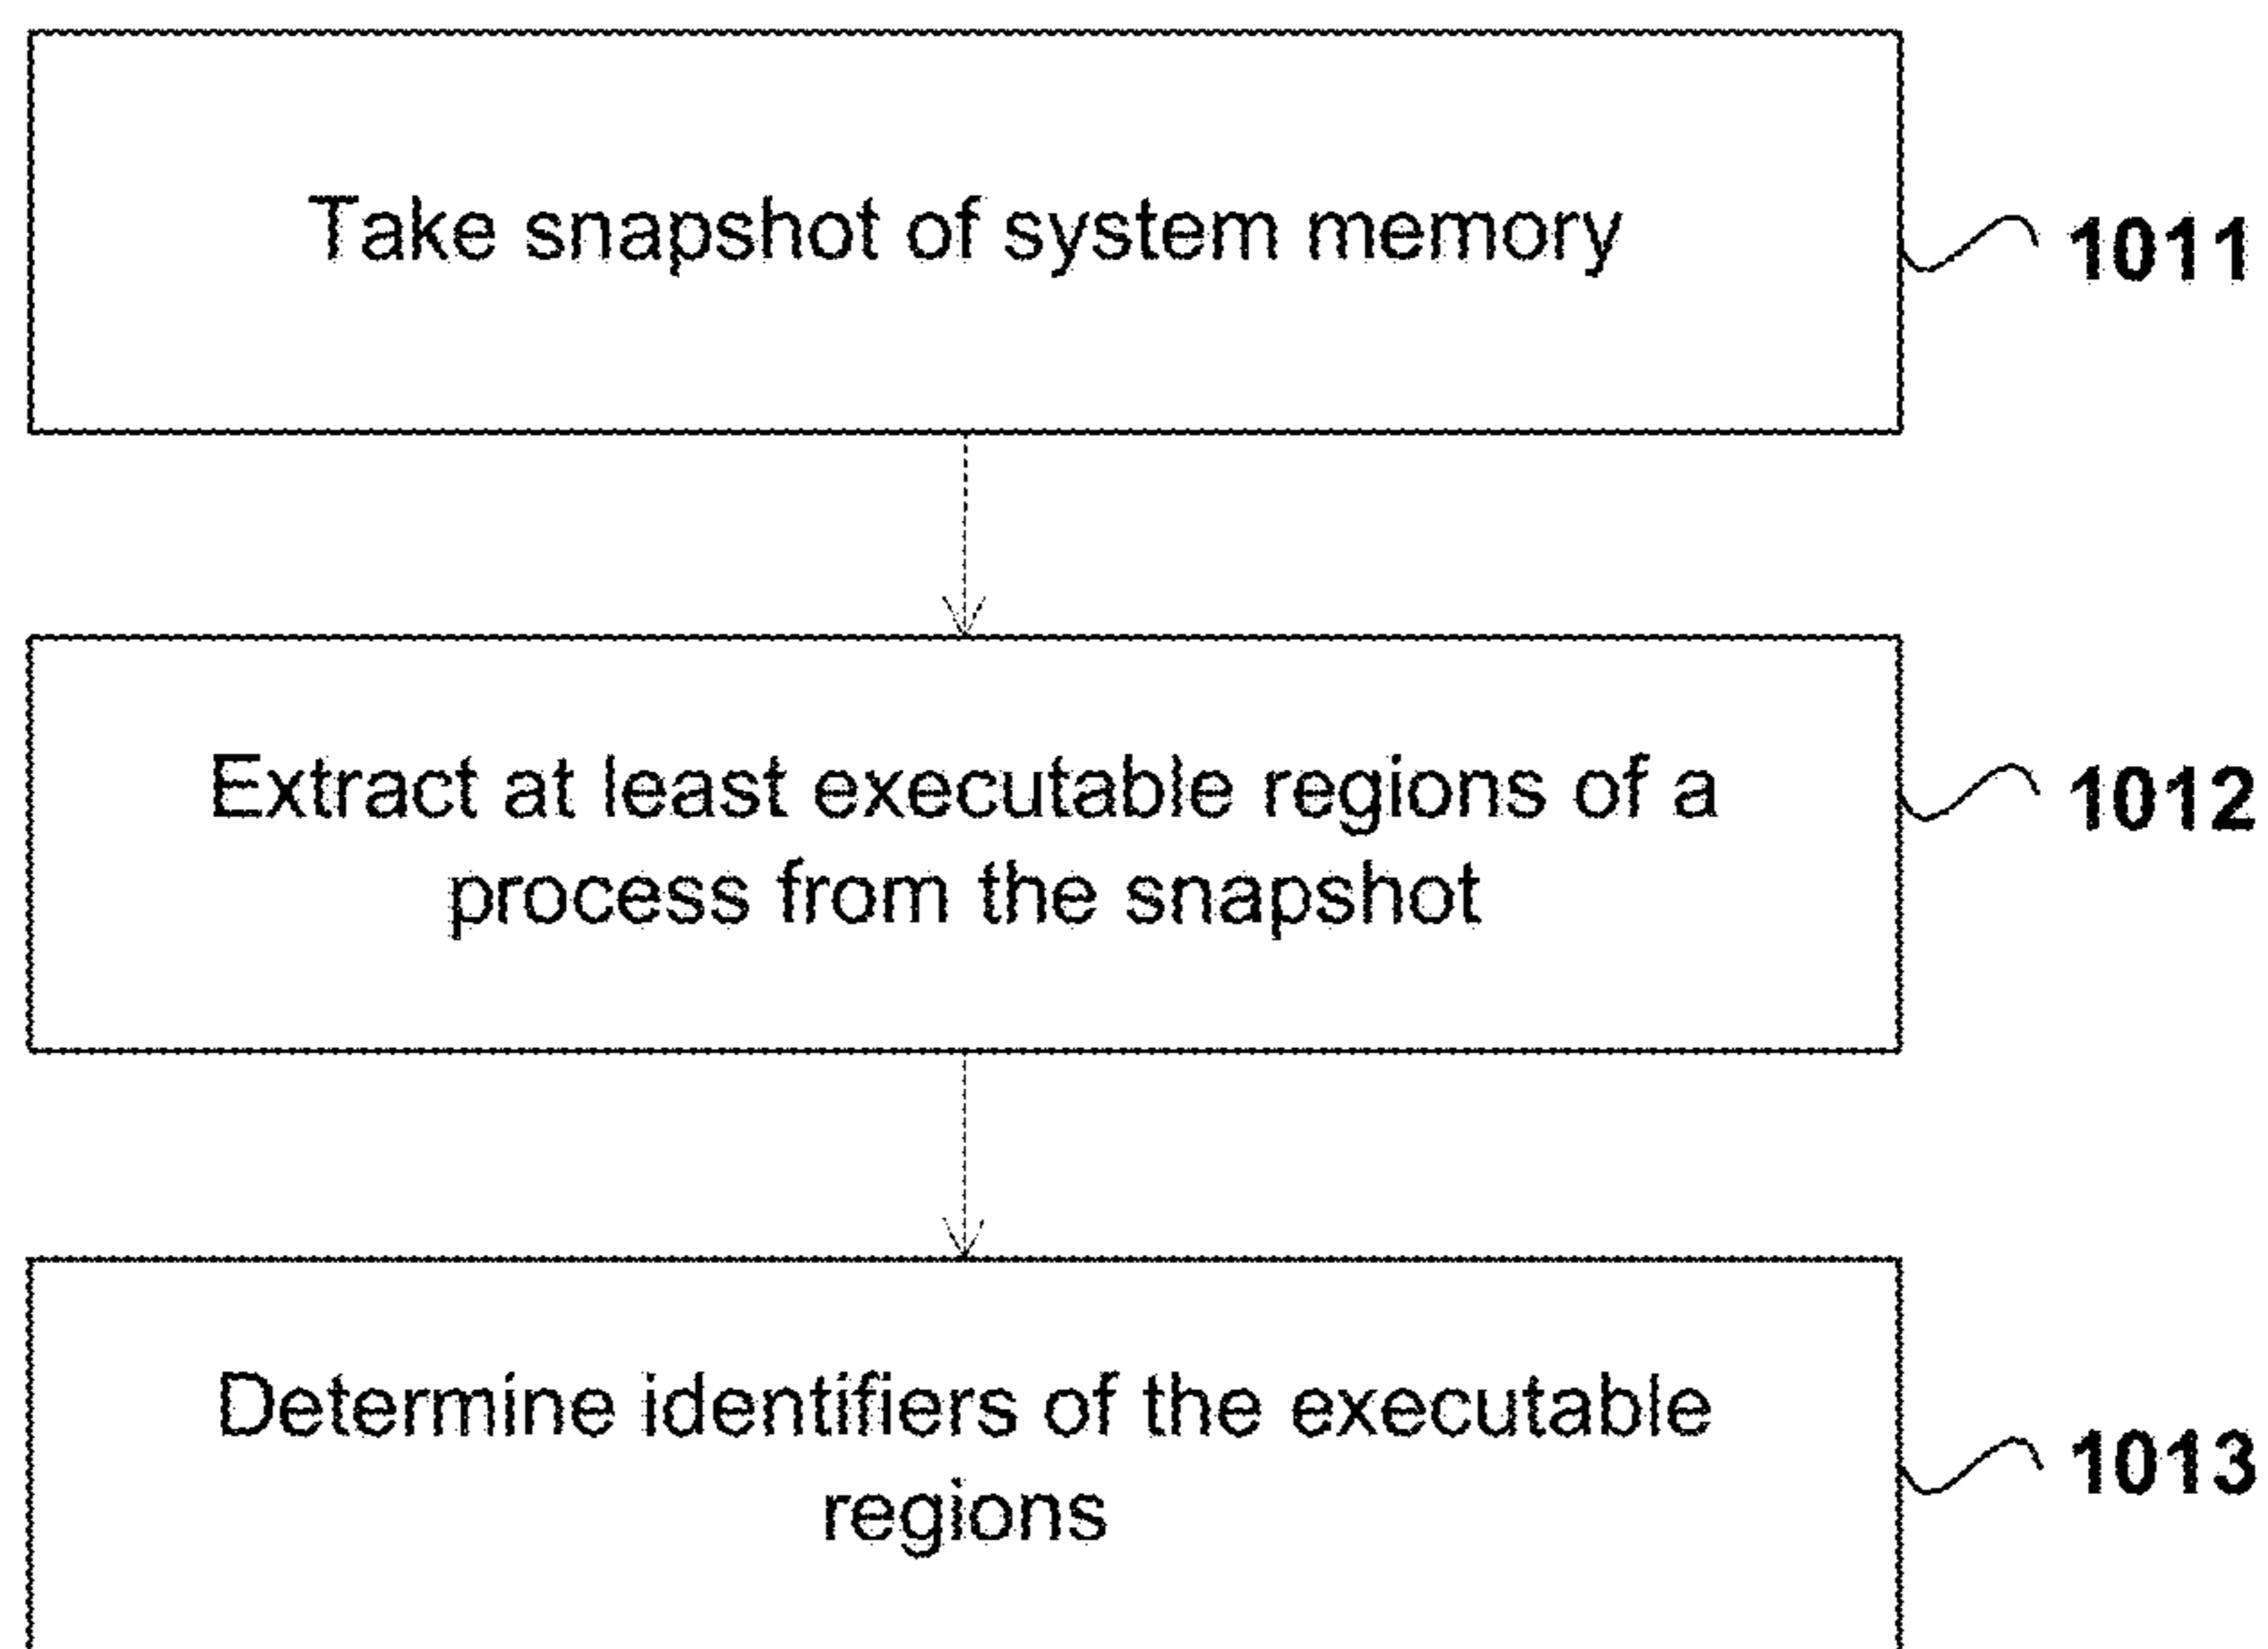 Take snapshot of system memory
1011
Extract at least executable regions of a
process from the snapshot
1012
Determine identifiers of the executable
regions
1013